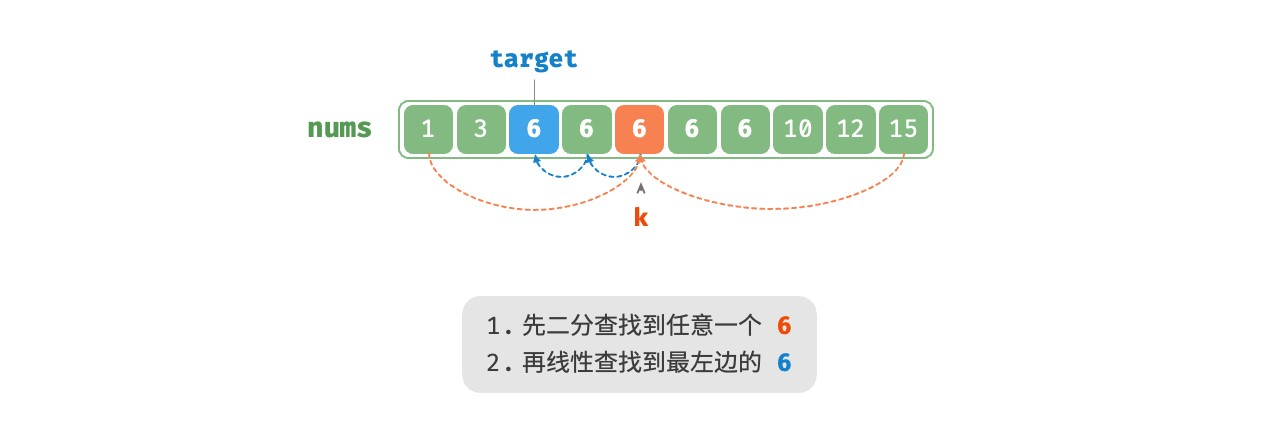 target
nums 1 3 6 6 6 6 6 10 12 15
k
1. 先二分查找到任意一个 6
2. 再线性查找到最左边的 6